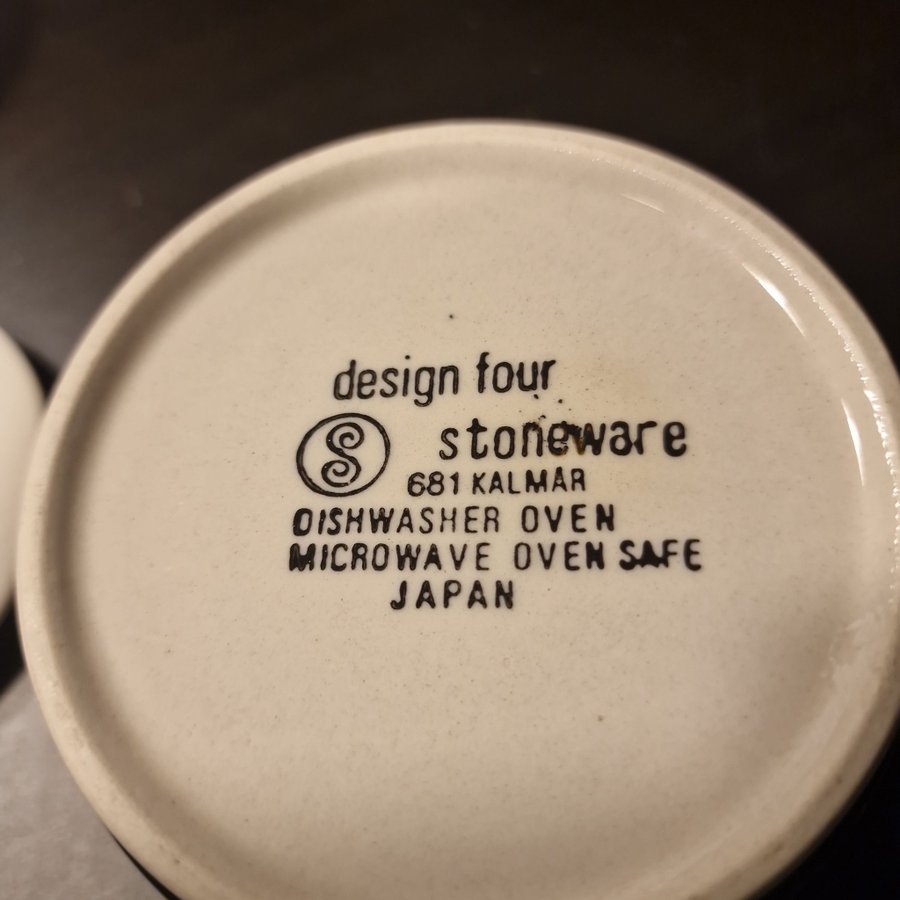 design four
S stoneware
681 KALMAR
DISHWASHER OVEN
MICROWAVE OVEN SAFE
JAPAN